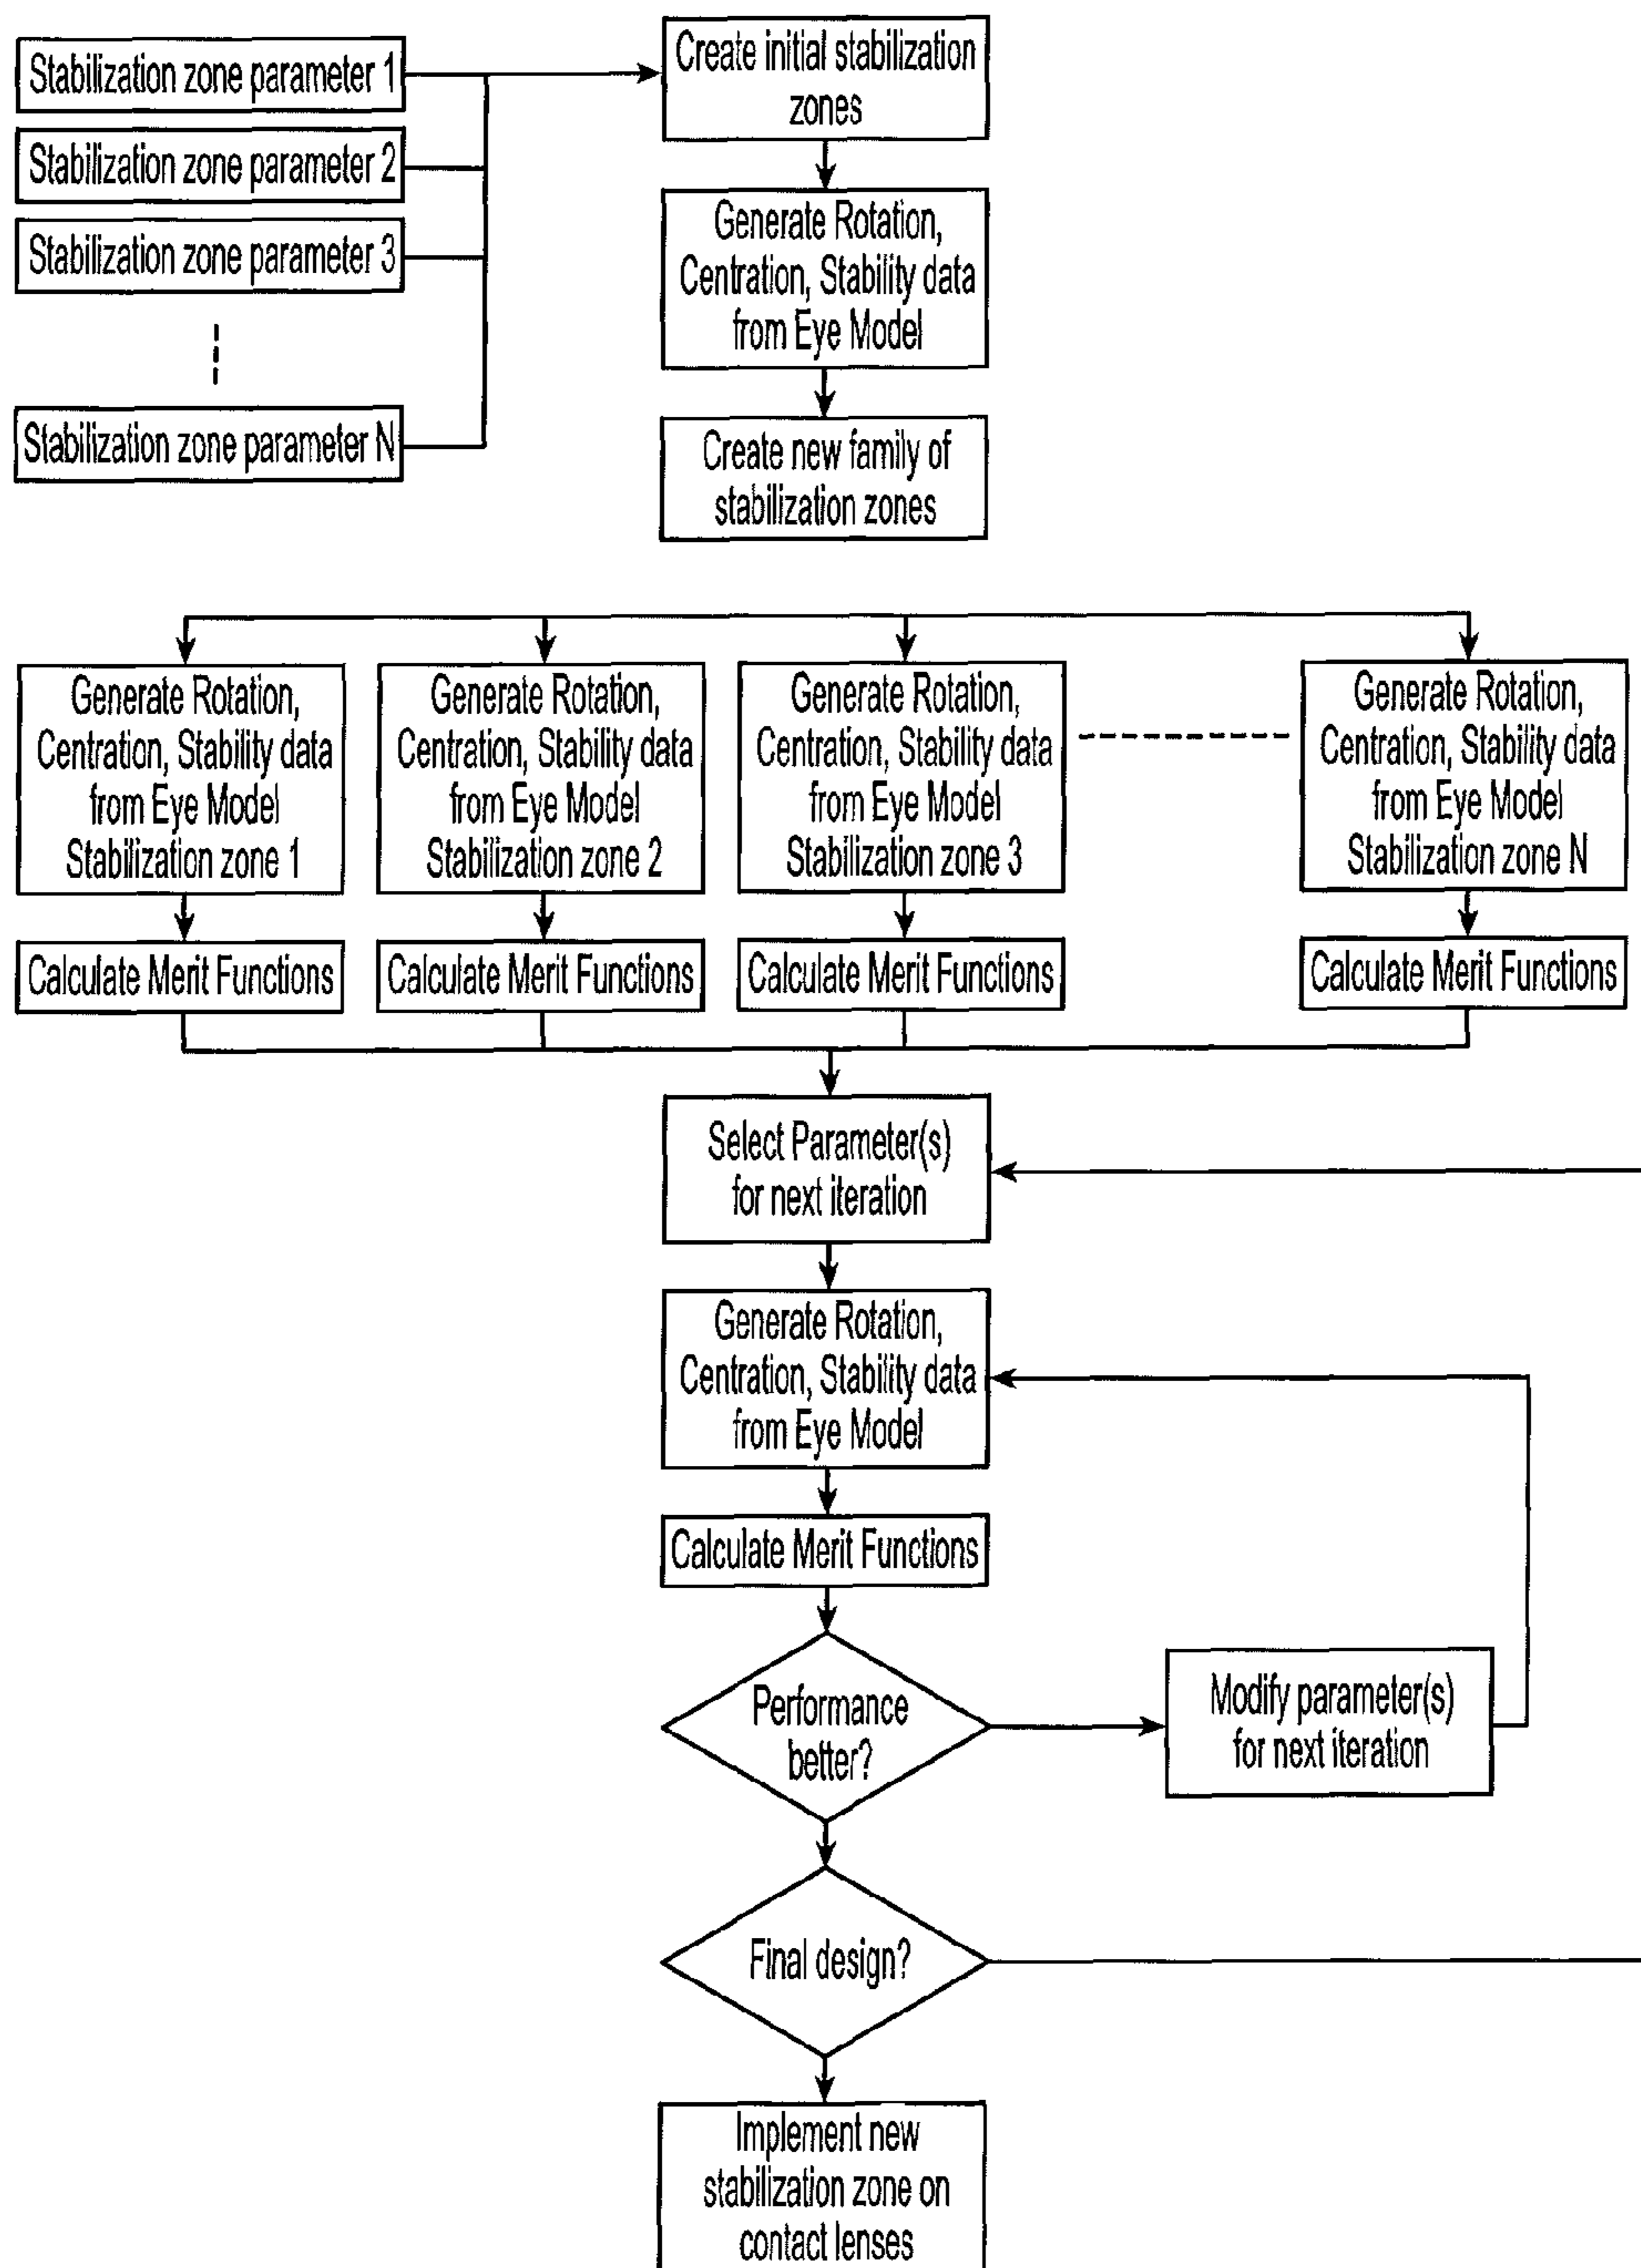 Stabilization zone parameter 1
Stabilization zone parameter 2
Stabilization zone parameter 3
Stabilization zone parameter N
Create initial stabilization
zones
Generate Rotation,
Centration, Stability data
from Eye Model
Create new family of
stabilization zones
Generate Rotation,
Centration, Stability data
from Eye Model
Stabilization zone 1
Generate Rotation,
Centration, Stability data
from Eye Model
Stabilization zone 2
Generate Rotation,
Centration, Stability data
from Eye Model
Stabilization zone 3
Generate Rotation,
Centration, Stability data
from Eye Model
Stabilization zone N
Calculate Merit Functions
Calculate Merit Functions
Calculate Merit Functions
Calculate Merit Functions
Select Parameter(s)
for next iteration
Generate Rotation,
Centration, Stability data
from Eye Model
Calculate Merit Functions
Performance
better?
Modify parameter(s)
for next iteration
Final design?
Implement new
stabilization zone on
contact lenses